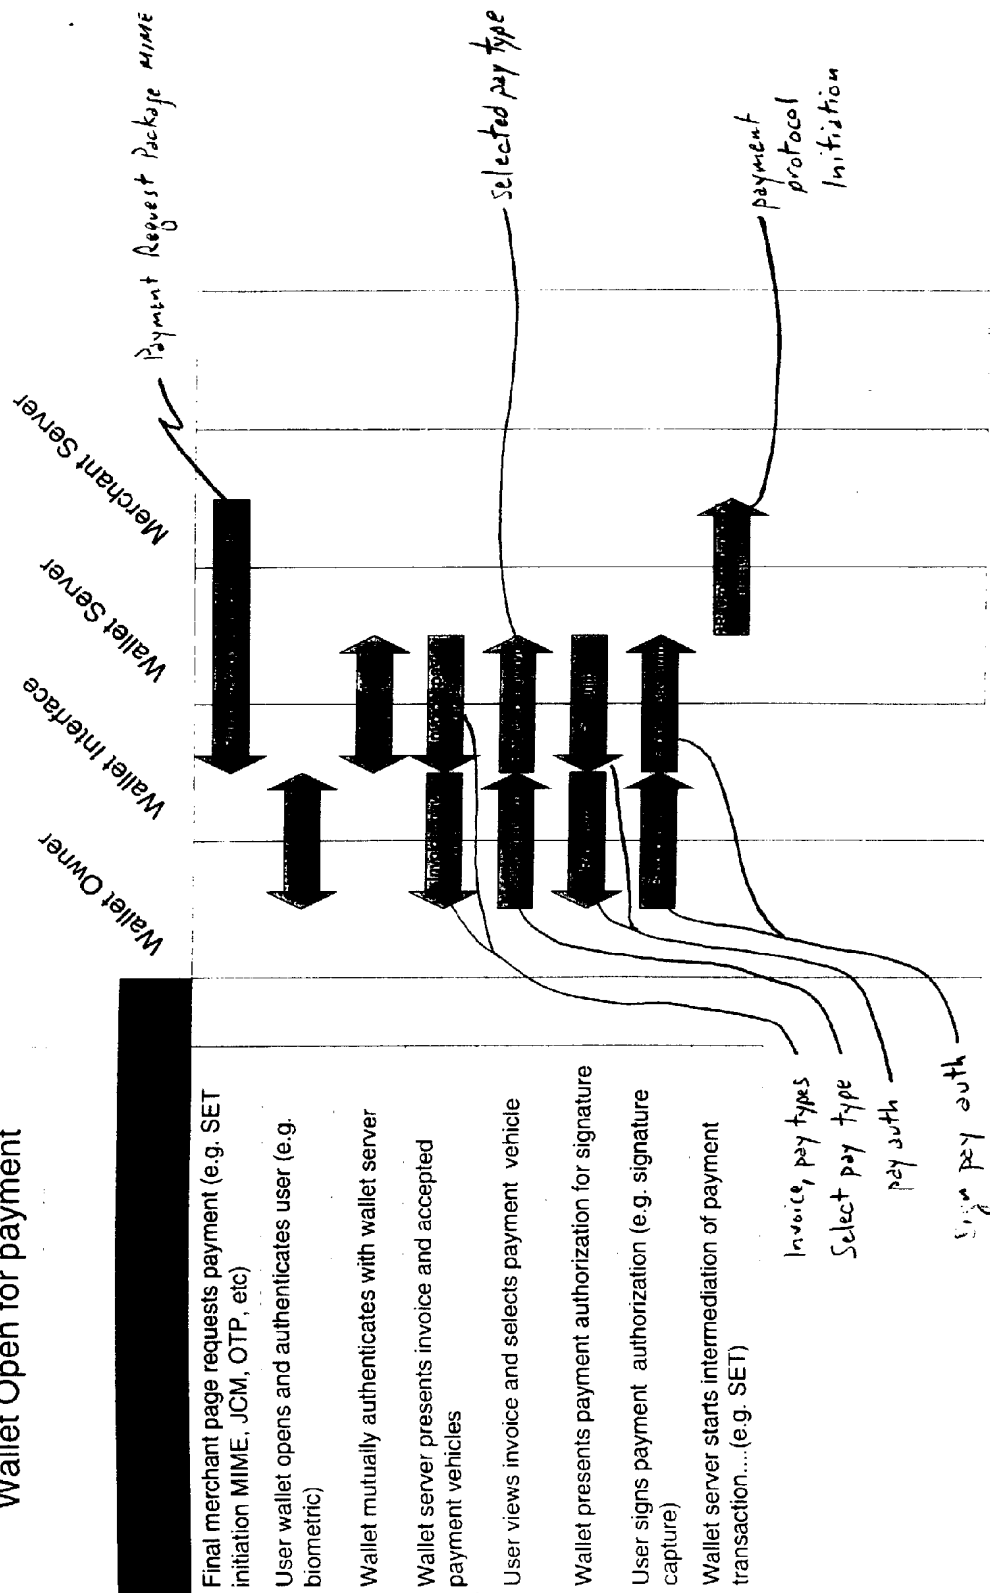 Wallet Open for payment
Wallet Owner
Wallet Interface
Wallet Server
Merchant Server
Payment Request Package MIME
Final merchant page requests payment (e.g. SET
initiation MIME, JCM, OTP, etc)
User wallet opens and authenticates user (e.g.
biometric)
Wallet mutually authenticates with wallet server
Wallet server presents invoice and accepted
payment vehicles
User views invoice and selects payment vehicle
selected pay type
Wallet presents payment authorization for signature
User signs payment authorization (e.g. signature
capture)
Wallet server starts intermediation of payment
transaction....(e.g. SET)
payment
protocol
Initiation
Invoice, pay types
Select pay type
pay auth
Sign pay auth